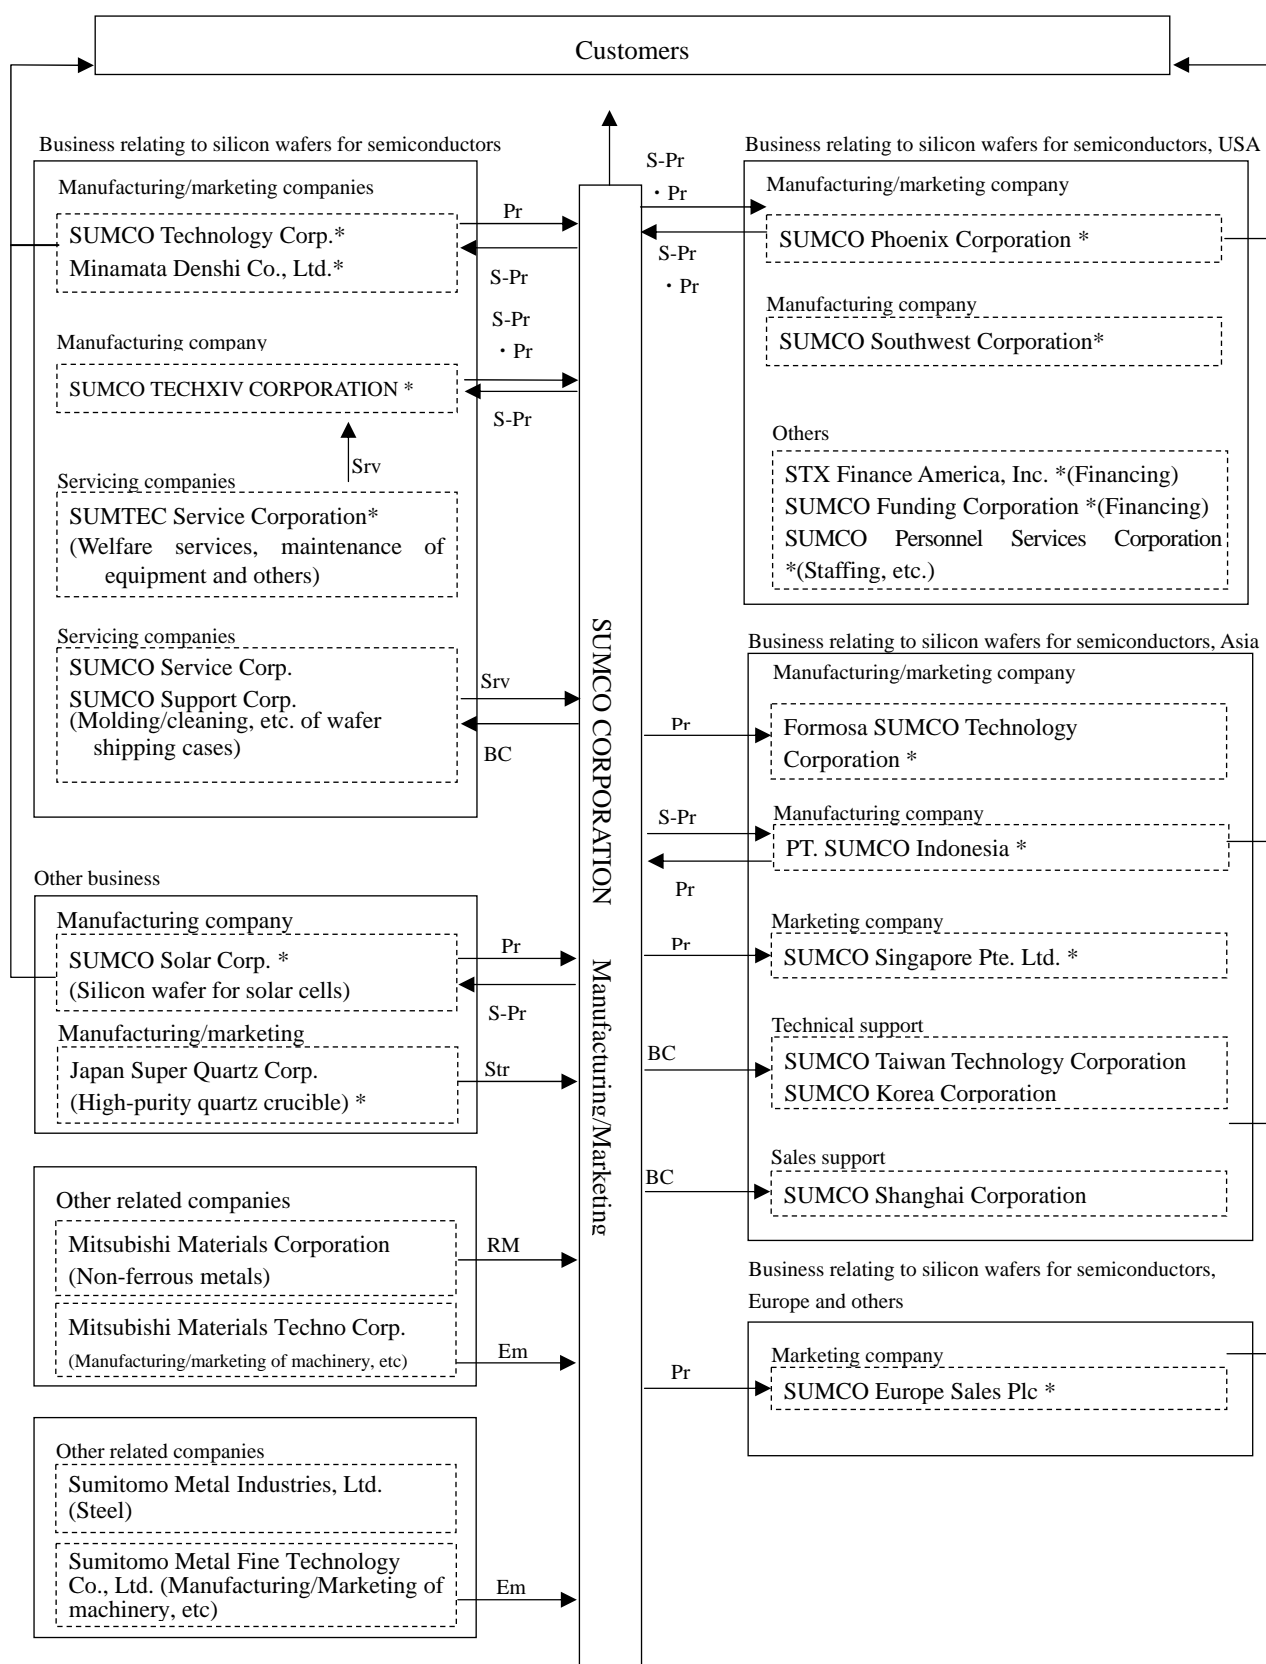 Customers
Business relating to silicon wafers for semiconductors
Manufacturing/marketing companies
SUMCO Technology Corp.*
Minamata Denshi Co., Ltd.*
Pr
S-Pr
Manufacturing company
SUMCO TECHXIV CORPORATION *
S-Pr
・Pr
S-Pr
Srv
Servicing companies
SUMTEC Service Corporation*
(Welfare services, maintenance of
equipment and others)
Servicing companies
SUMCO Service Corp.
SUMCO Support Corp.
(Molding/cleaning, etc. of wafer
shipping cases)
Srv
BC
Other business
Manufacturing company
SUMCO Solar Corp. *
(Silicon wafer for solar cells)
Pr
S-Pr
Manufacturing/marketing
Japan Super Quartz Corp.
(High-purity quartz crucible) *
Str
Other related companies
Mitsubishi Materials Corporation
(Non-ferrous metals)
RM
Mitsubishi Materials Techno Corp.
(Manufacturing/marketing of machinery, etc)
Em
Other related companies
Sumitomo Metal Industries, Ltd.
(Steel)
Sumitomo Metal Fine Technology
Co., Ltd. (Manufacturing/Marketing of
machinery, etc)
Em
SUMCO CORPORATION Manufacturing/Marketing
Business relating to silicon wafers for semiconductors, USA
S-Pr
・Pr
S-Pr
・Pr
Manufacturing/marketing company
SUMCO Phoenix Corporation *
Manufacturing company
SUMCO Southwest Corporation*
Others
STX Finance America, Inc. *(Financing)
SUMCO Funding Corporation *(Financing)
SUMCO Personnel Services Corporation
*(Staffing, etc.)
Business relating to silicon wafers for semiconductors, Asia
Manufacturing/marketing company
Pr
Formosa SUMCO Technology
Corporation *
Manufacturing company
S-Pr
PT. SUMCO Indonesia *
Pr
Marketing company
Pr
SUMCO Singapore Pte. Ltd. *
Technical support
BC
SUMCO Taiwan Technology Corporation
SUMCO Korea Corporation
Sales support
BC
SUMCO Shanghai Corporation
Business relating to silicon wafers for semiconductors,
Europe and others
Marketing company
Pr
SUMCO Europe Sales Plc *